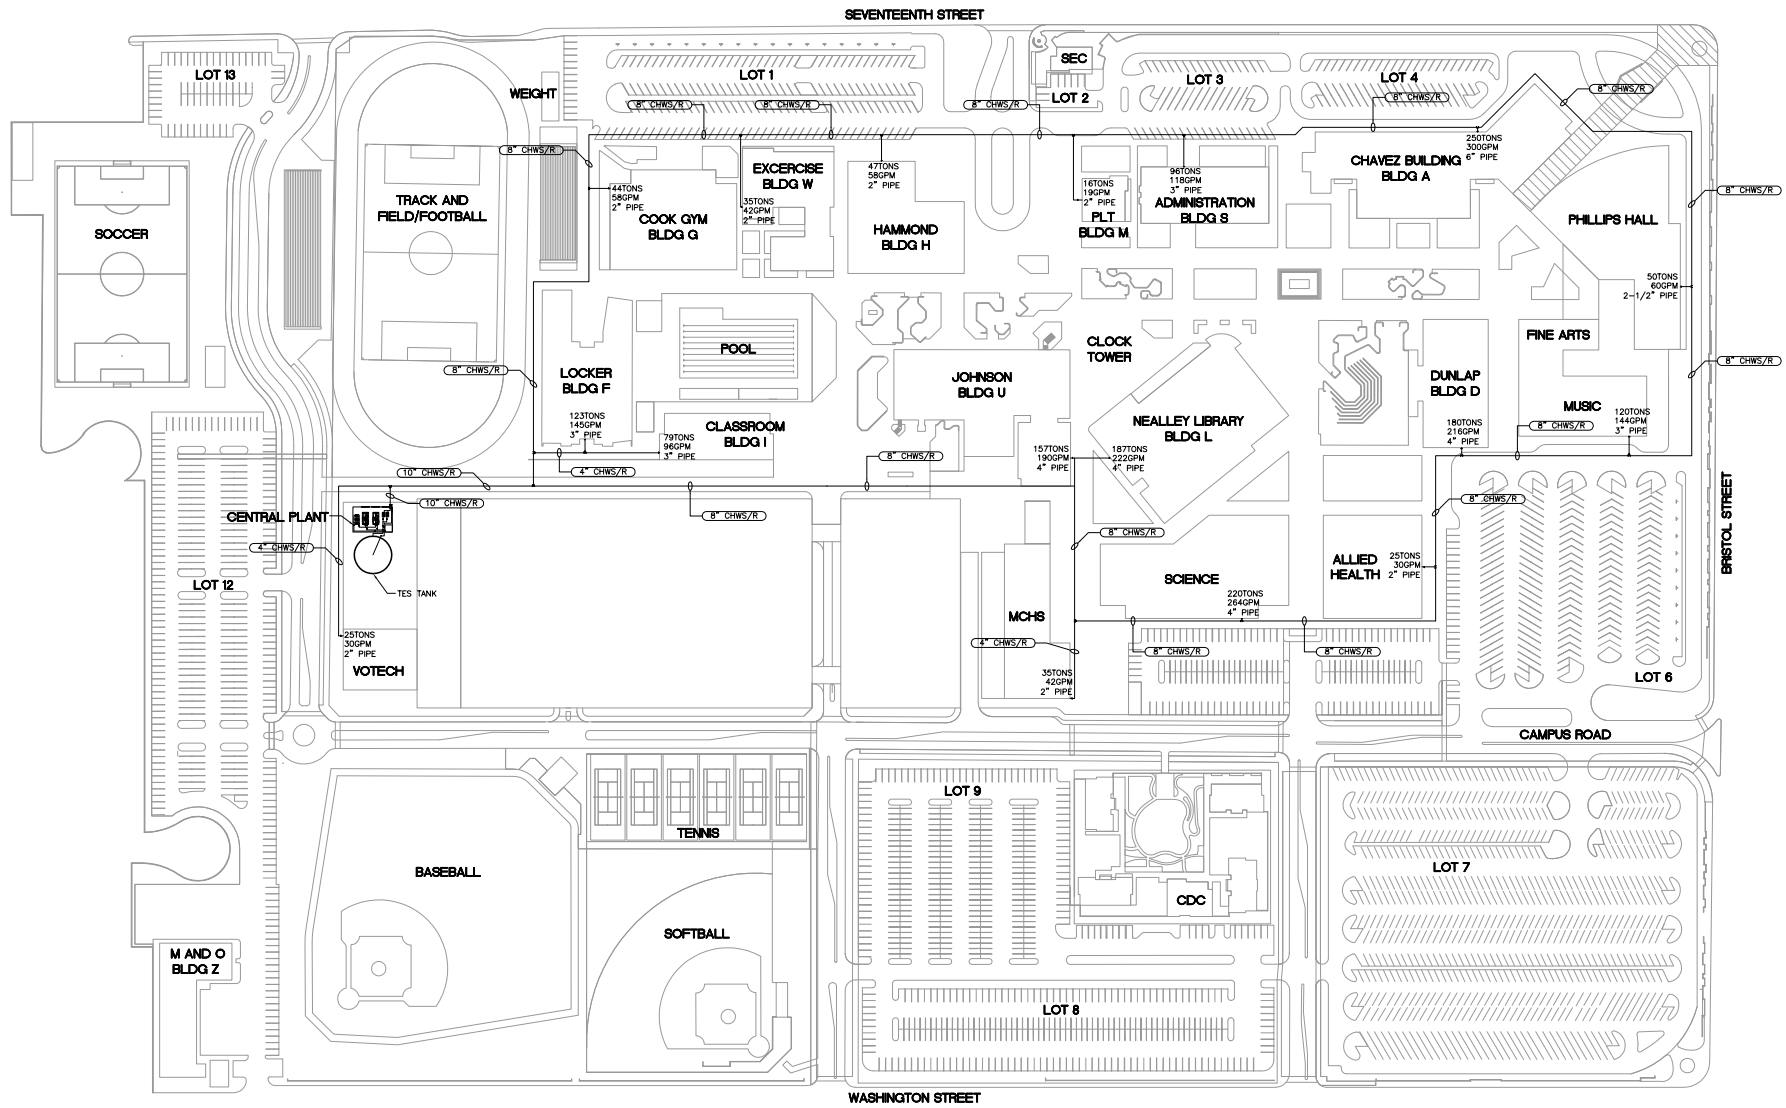 SEVENTEENTH STREET
LOT 13
LOT 1
SEC
LOT 2
LOT 3
LOT 4
WEIGHT
8" CHWS/R
8" CHWS/R
8" CHWS/R
8" CHWS/R
8" CHWS/R
8" CHWS/R
250TONS
300GPM
6" PIPE
CHAVEZ BUILDING
BLDG A
EXCERCISE
BLDG W
47TONS
58GPM
2" PIPE
96TONS
118GPM
3" PIPE
16TONS
19GPM
2" PIPE
44TONS
58GPM
2" PIPE
35TONS
42GPM
2" PIPE
8" CHWS/R
TRACK AND
FIELD/FOOTBALL
COOK GYM
BLDG G
ADMINISTRATION
BLDG S
PLT
BLDG M
PHILLIPS HALL
SOCCER
HAMMOND
BLDG H
50TONS
60GPM
2-1/2" PIPE
FINE ARTS
CLOCK
TOWER
POOL
8" CHWS/R
8" CHWS/R
LOCKER
BLDG F
JOHNSON
BLDG U
DUNLAP
BLDG D
MUSIC
120TONS
144GPM
3" PIPE
123TONS
145GPM
3" PIPE
CLASSROOM
BLDG I
NEALLEY LIBRARY
BLDG L
180TONS
216GPM
4" PIPE
8" CHWS/R
79TONS
96GPM
3" PIPE
157TONS
190GPM
4" PIPE
187TONS
222GPM
4" PIPE
8" CHWS/R
10" CHWS/R
4" CHWS/R
10" CHWS/R
8" CHWS/R
8" CHWS/R
CENTRAL PLANT
8" CHWS/R
BRISTOL STREET
4" CHWS/R
ALLIED
HEALTH
25TONS
30GPM
2" PIPE
LOT 12
TES TANK
SCIENCE
220TONS
264GPM
4" PIPE
MCHS
25TONS
30GPM
2" PIPE
4" CHWS/R
8" CHWS/R
8" CHWS/R
VOTECH
35TONS
42GPM
2" PIPE
LOT 6
CAMPUS ROAD
LOT 9
TENNIS
BASEBALL
LOT 7
CDC
SOFTBALL
M AND O
BLDG Z
LOT 8
WASHINGTON STREET